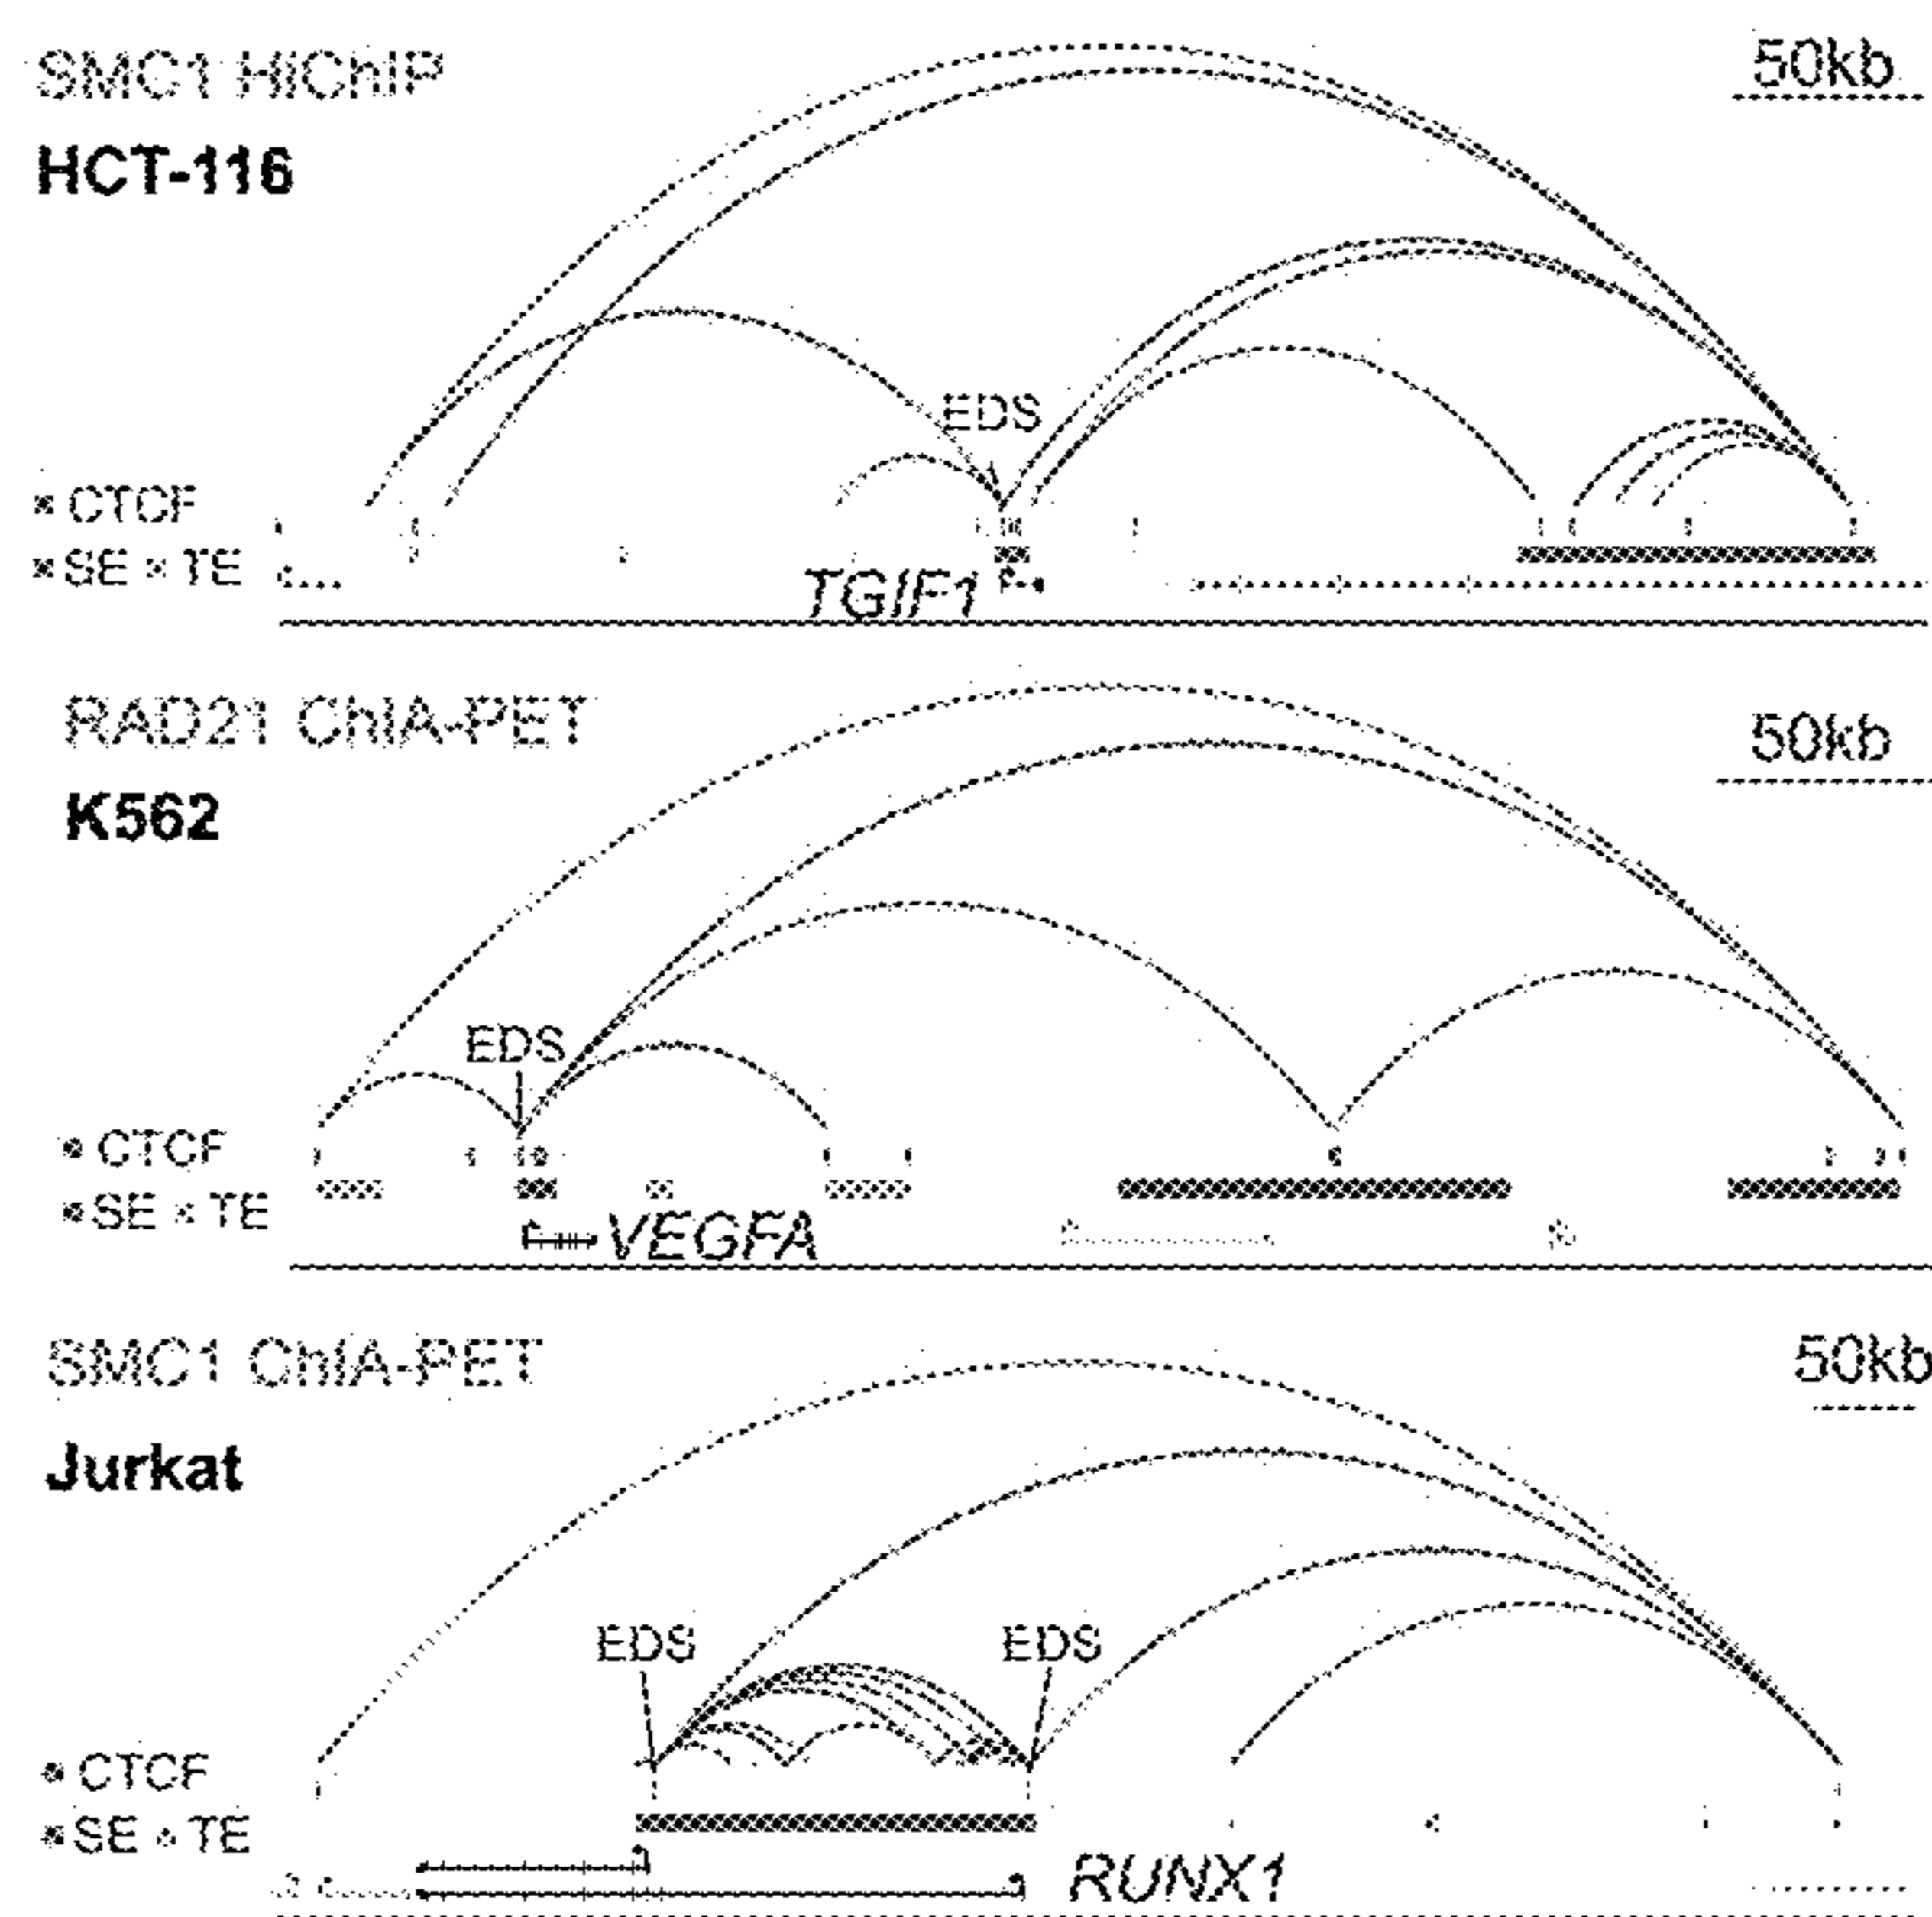 SMC1 HiChIP
50kb
HCT-116
EDS
CTCF
SE TE
TGIF1
RAD21 ChIA-PET
50kb
K562
EDS
CTCF
SE TE
VEGFA
SMC1 ChIA-PET
50kb
Jurkat
EDS EDS
CTCF
SE TE
RUNX1